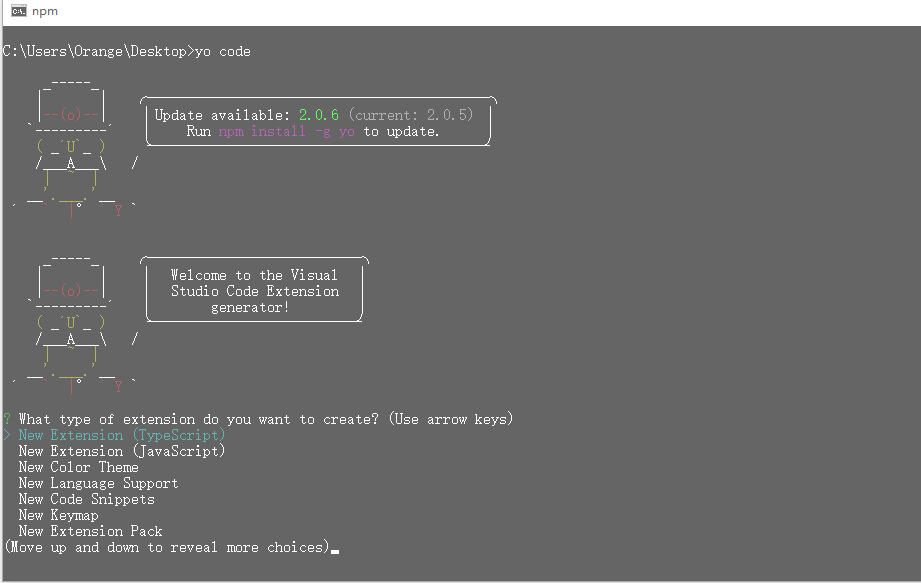 npm
C:\Users\Orange\Desktop>yo code
Update available: 2.0.6 (current: 2.0.5)
Run npm install -g yo to update.
Welcome to the Visual
Studio Code Extension
generator!
? What type of extension do you want to create? (Use arrow keys)
> New Extension (TypeScript)
New Extension (JavaScript)
New Color Theme
New Language Support
New Code Snippets
New Keymap
New Extension Pack
(Move up and down to reveal more choices)